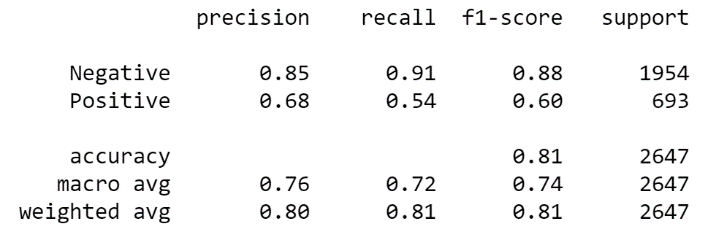 precision recall f1-score support
Negative 0.85 0.91 0.88 1954
Positive 0.68 0.54 0.60 693
accuracy 0.81 2647
macro avg 0.76 0.72 0.74 2647
weighted avg 0.80 0.81 0.81 2647